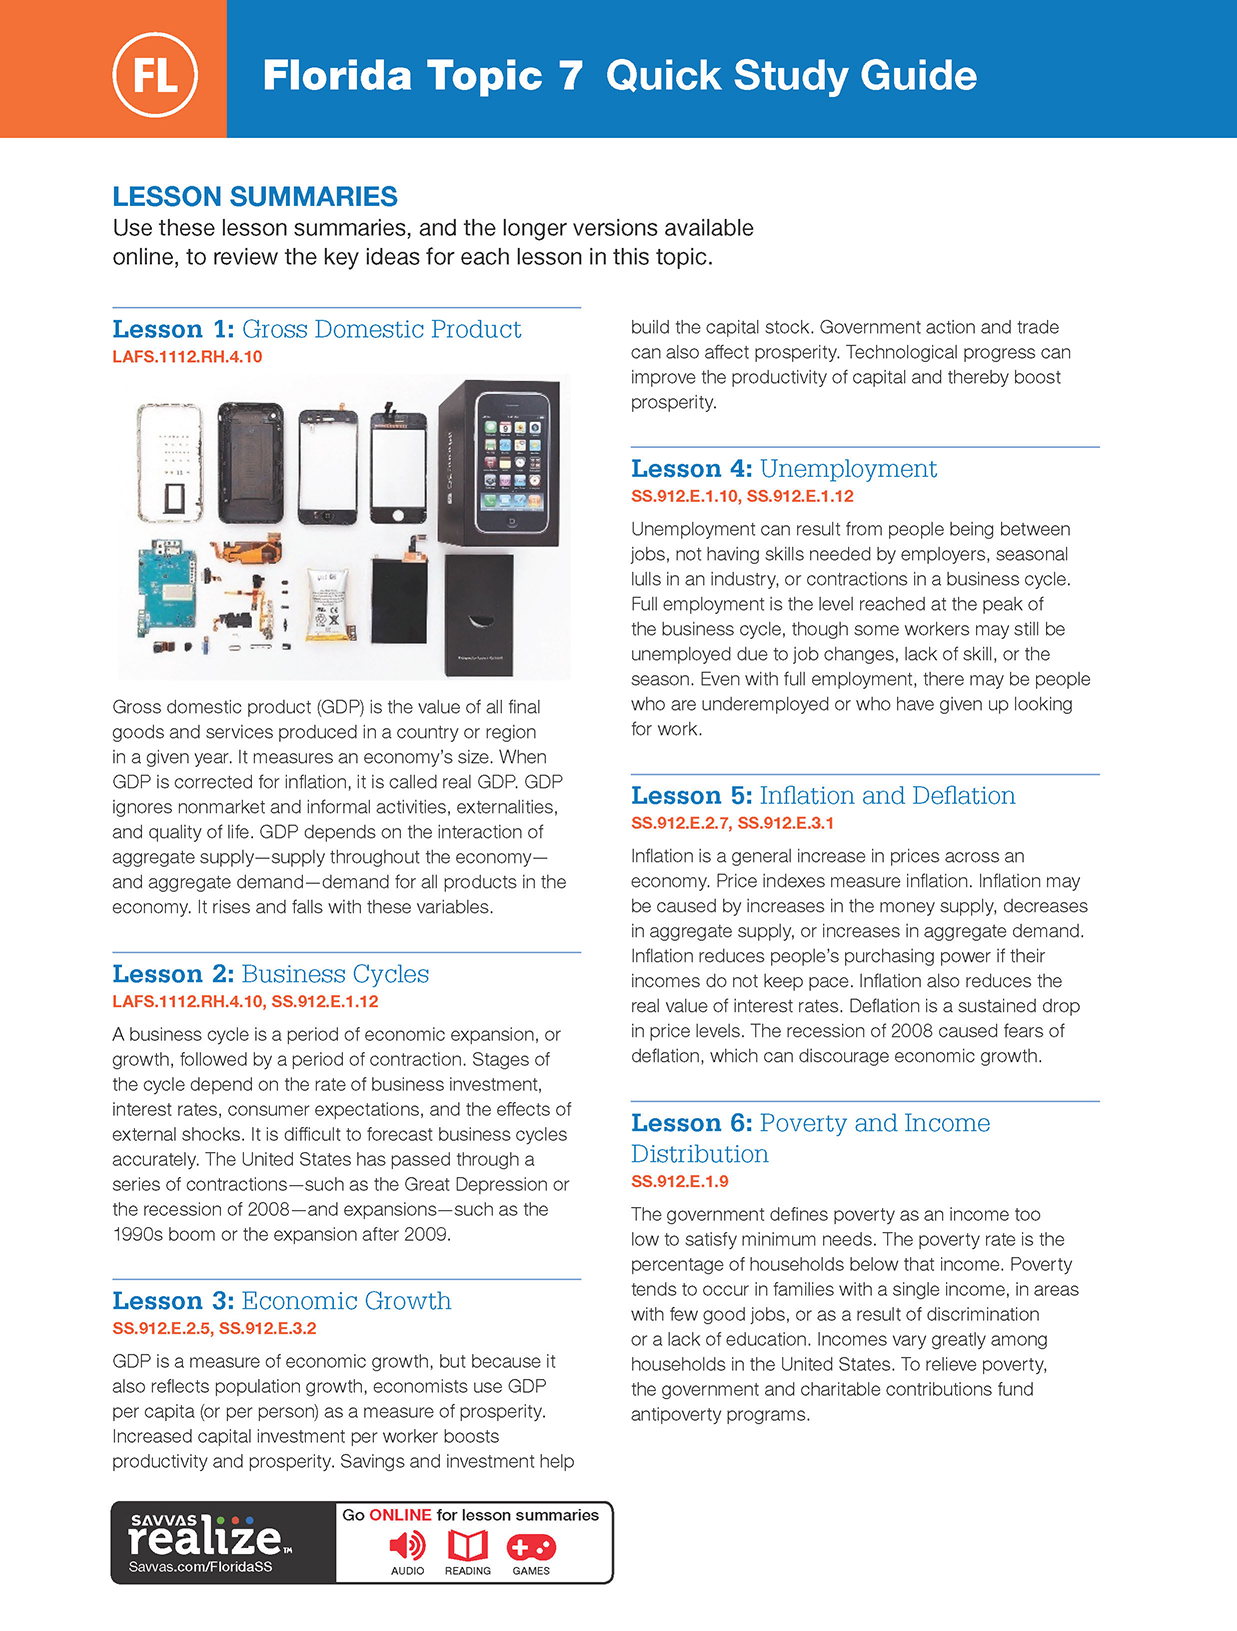 FL
Florida Topic 7 Quick Study Guide
LESSON SUMMARIES
Use these lesson summaries, and the longer versions available
online, to review the key ideas for each lesson in this topic.
Lesson 1: Gross Domestic Product
LAFS.1112.RH.4.10
Gross domestic product (GDP) is the value of all final
goods and services produced in a country or region
in a given year. It measures an economy's size. When
GDP is corrected for inflation, it is called real GDP. GDP
ignores nonmarket and informal activities, externalities,
and quality of life. GDP depends on the interaction of
aggregate supply—supply throughout the economy—
and aggregate demand—demand for all products in the
economy. It rises and falls with these variables.
Lesson 2: Business Cycles
LAFS.1112.RH.4.10, SS.912.E.1.12
A business cycle is a period of economic expansion, or
growth, followed by a period of contraction. Stages of
the cycle depend on the rate of business investment,
interest rates, consumer expectations, and the effects of
external shocks. It is difficult to forecast business cycles
accurately. The United States has passed through a
series of contractions—such as the Great Depression or
the recession of 2008—and expansions—such as the
1990s boom or the expansion after 2009.
Lesson 3: Economic Growth
SS.912.E.2.5, SS.912.E.3.2
GDP is a measure of economic growth, but because it
also reflects population growth, economists use GDP
per capita (or per person) as a measure of prosperity.
Increased capital investment per worker boosts
productivity and prosperity. Savings and investment help
build the capital stock. Government action and trade
can also affect prosperity. Technological progress can
improve the productivity of capital and thereby boost
prosperity.
Lesson 4: Unemployment
SS.912.E.1.10, SS.912.E.1.12
Unemployment can result from people being between
jobs, not having skills needed by employers, seasonal
lulls in an industry, or contractions in a business cycle.
Full employment is the level reached at the peak of
the business cycle, though some workers may still be
unemployed due to job changes, lack of skill, or the
season. Even with full employment, there may be people
who are underemployed or who have given up looking
for work.
Lesson 5: Inflation and Deflation
SS.912.E.2.7, SS.912.E.3.1
Inflation is a general increase in prices across an
economy. Price indexes measure inflation. Inflation may
be caused by increases in the money supply, decreases
in aggregate supply, or increases in aggregate demand.
Inflation reduces people's purchasing power if their
incomes do not keep pace. Inflation also reduces the
real value of interest rates. Deflation is a sustained drop
in price levels. The recession of 2008 caused fears of
deflation, which can discourage economic growth.
Lesson 6: Poverty and Income
Distribution
SS.912.E.1.9
The government defines poverty as an income too
low to satisfy minimum needs. The poverty rate is the
percentage of households below that income. Poverty
tends to occur in families with a single income, in areas
with few good jobs, or as a result of discrimination
or a lack of education. Incomes vary greatly among
households in the United States. To relieve poverty,
the government and charitable contributions fund
antipoverty programs.
SAVVAS
realize™
Savvas.com/FloridaSS
Go ONLINE for lesson summaries
AUDIO
READING
GAMES